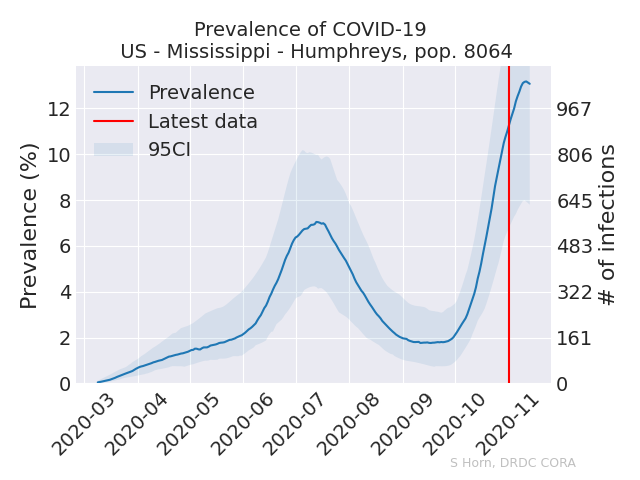 Prevalence of COVID-19
US - Mississippi - Humphreys, pop. 8064
Prevalence
Latest data
95CI
Prevalence (%)
12
10
8
6
4
2
0
967
806
645
483
322
161
0
# of infections
2020-03
2020-04
2020-05
2020-06
2020-07
2020-08
2020-09
2020-10
2020-11
S Horn, DRDC CORA